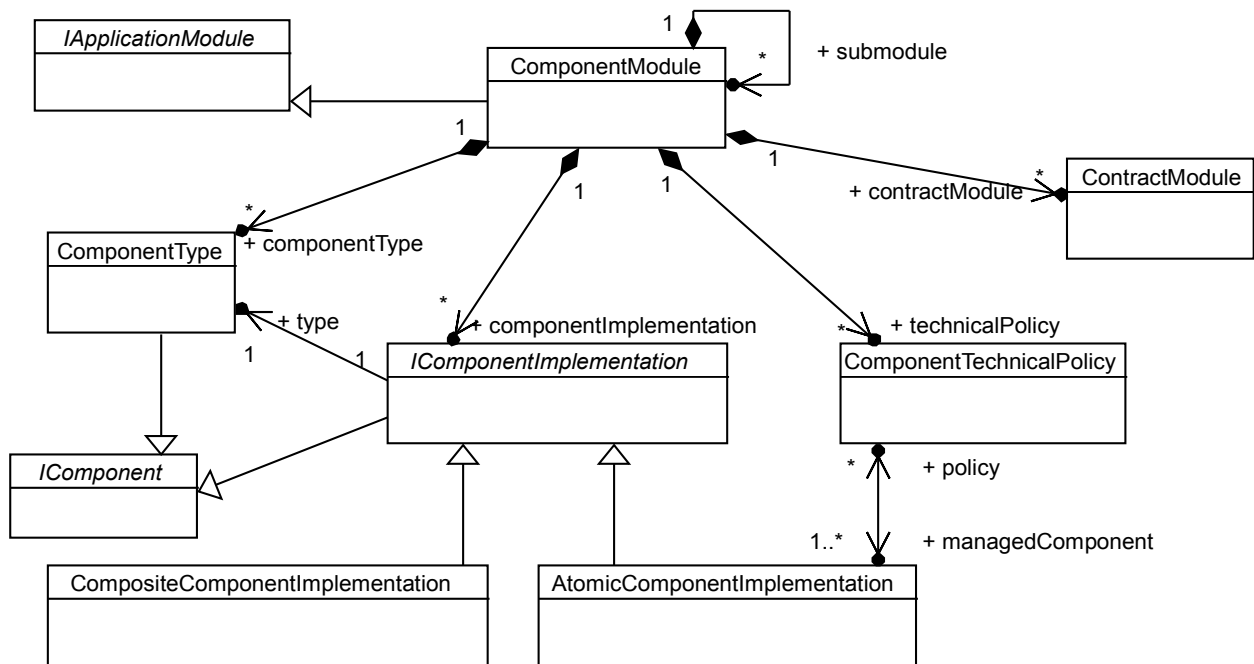 1
IApplicationModule
ComponentModule
*
+ submodule
1
1
1
1
*
+ contractModule
ContractModule
*
+ componentType
ComponentType
+ type
1
1
*
+ componentImplementation
IComponentImplementation
*
+ technicalPolicy
ComponentTechnicalPolicy
IComponent
*
+ policy
1..*
+ managedComponent
CompositeComponentImplementation
AtomicComponentImplementation